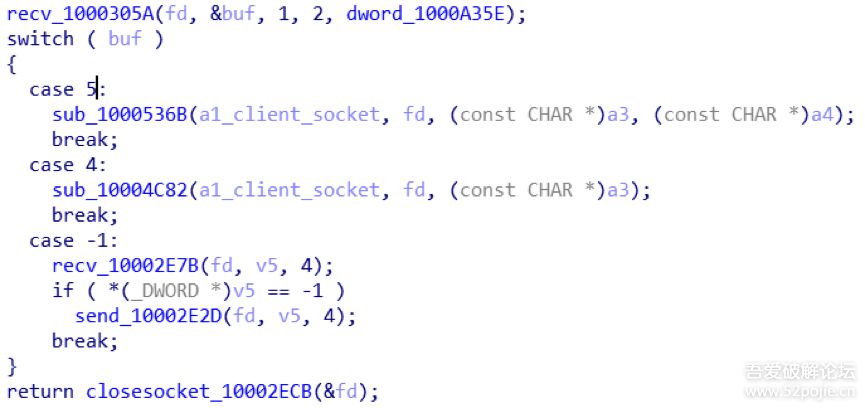 recv_1000305A(fd, &buf, 1, 2, dword_1000A35E);
switch ( buf )
{
  case 5:
    sub_1000536B(a1_client_socket, fd, (const CHAR *)a3, (const CHAR *)a4);
    break;
  case 4:
    sub_10004C82(a1_client_socket, fd, (const CHAR *)a3);
    break;
  case -1:
    recv_10002E7B(fd, v5, 4);
    if ( *(_DWORD *)v5 == -1 )
      send_10002E2D(fd, v5, 4);
    break;
}
return closesocket_10002ECB(&fd);
吾爱破解论坛
www.52pojie.cn